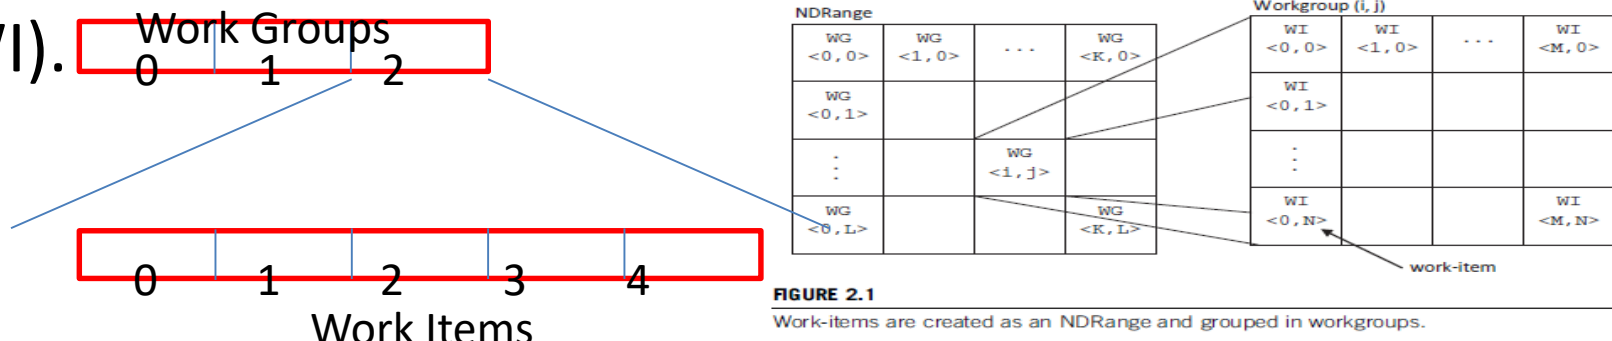 I).
Work Groups
0 1 2
0 1 2 3 4
Work Items
NDRange
WG WG WG
<0,0> <1,0> ... <K,0>
WG
<0,1>
WG
⋮ <i,j>
WG WG
<0,L> <K,L>
Workgroup (i, j)
WI WI WI
<0,0> <1,0> ... <M,0>
WI
<0,1>
⋮
WI WI
<0,N> <M,N>
work-item
FIGURE 2.1
Work-items are created as an NDRange and grouped in workgroups.